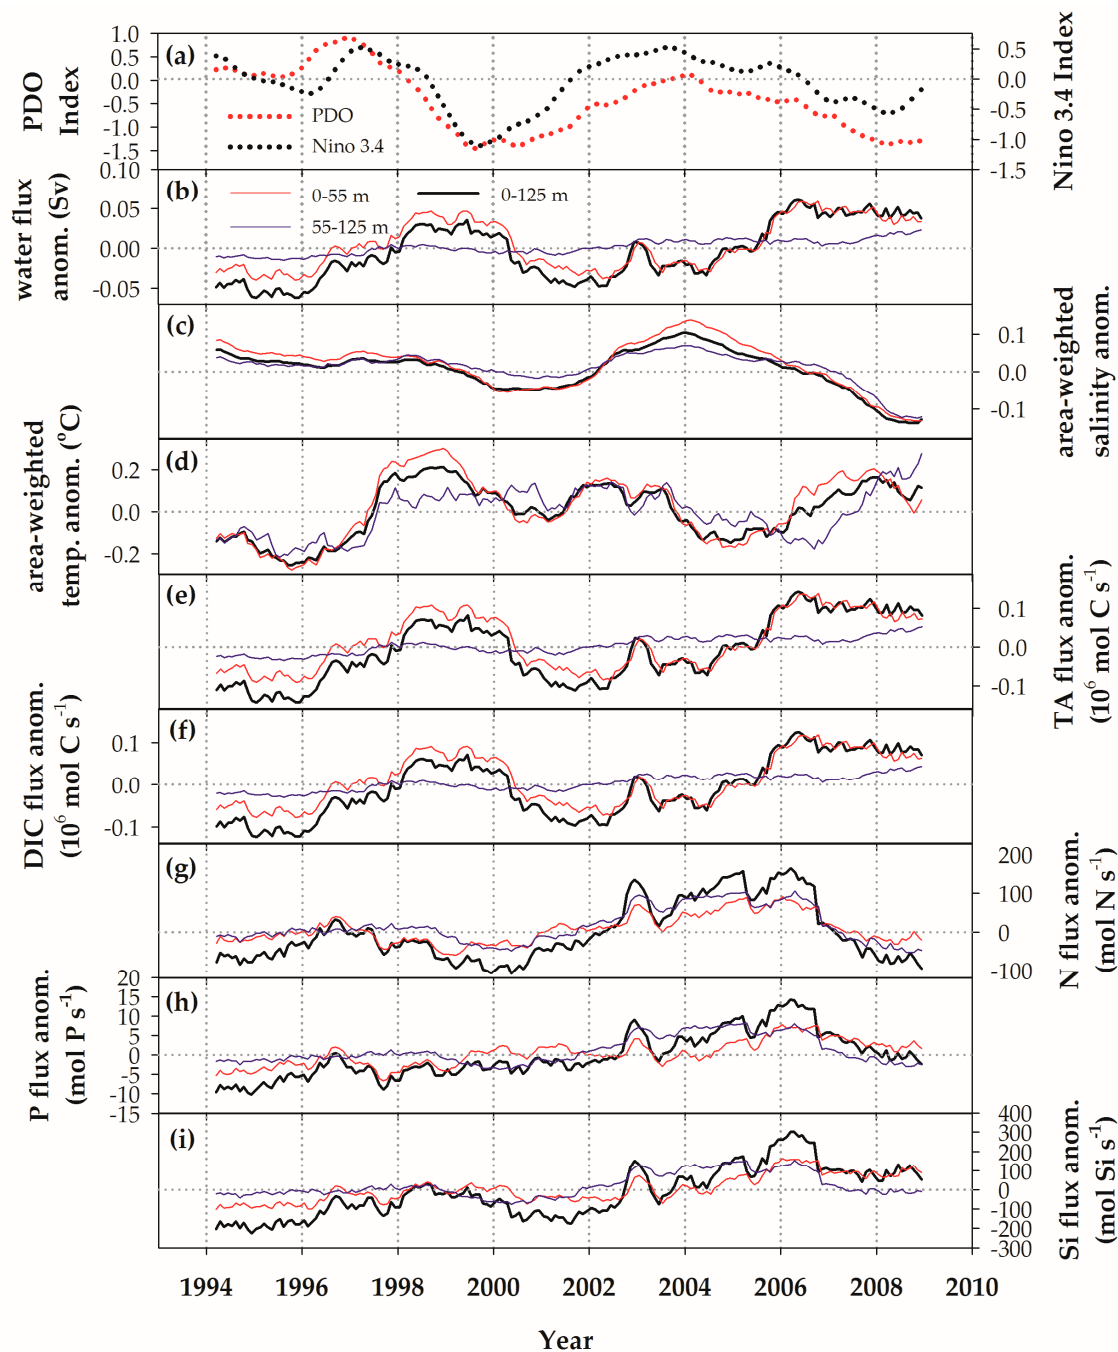 (a)
1.0
0.5
0.0
-0.5
-1.0
-1.5
PDO
Index
PDO
Nino 3.4
0.5
0.0
-0.5
-1.0
-1.5
Nino 3.4 Index
(b)
0.10
0.05
0.00
-0.05
water flux
anom. (Sv)
0-55 m
0-125 m
55-125 m
(c)
0.1
0.0
-0.1
area-weighted
salinity anom.
(d)
0.2
0.0
-0.2
area-weighted
temp. anom. (°C)
(e)
0.1
0.0
-0.1
TA flux anom.
(10⁶ mol C s⁻¹)
(f)
0.1
0.0
-0.1
DIC flux anom.
(10⁶ mol C s⁻¹)
(g)
200
100
0
-100
N flux anom.
(mol N s⁻¹)
(h)
20
15
10
5
0
-5
-10
-15
P flux anom.
(mol P s⁻¹)
(i)
400
300
200
100
0
-100
-200
-300
Si flux anom.
(mol Si s⁻¹)
1994 1996 1998 2000 2002 2004 2006 2008 2010
Year